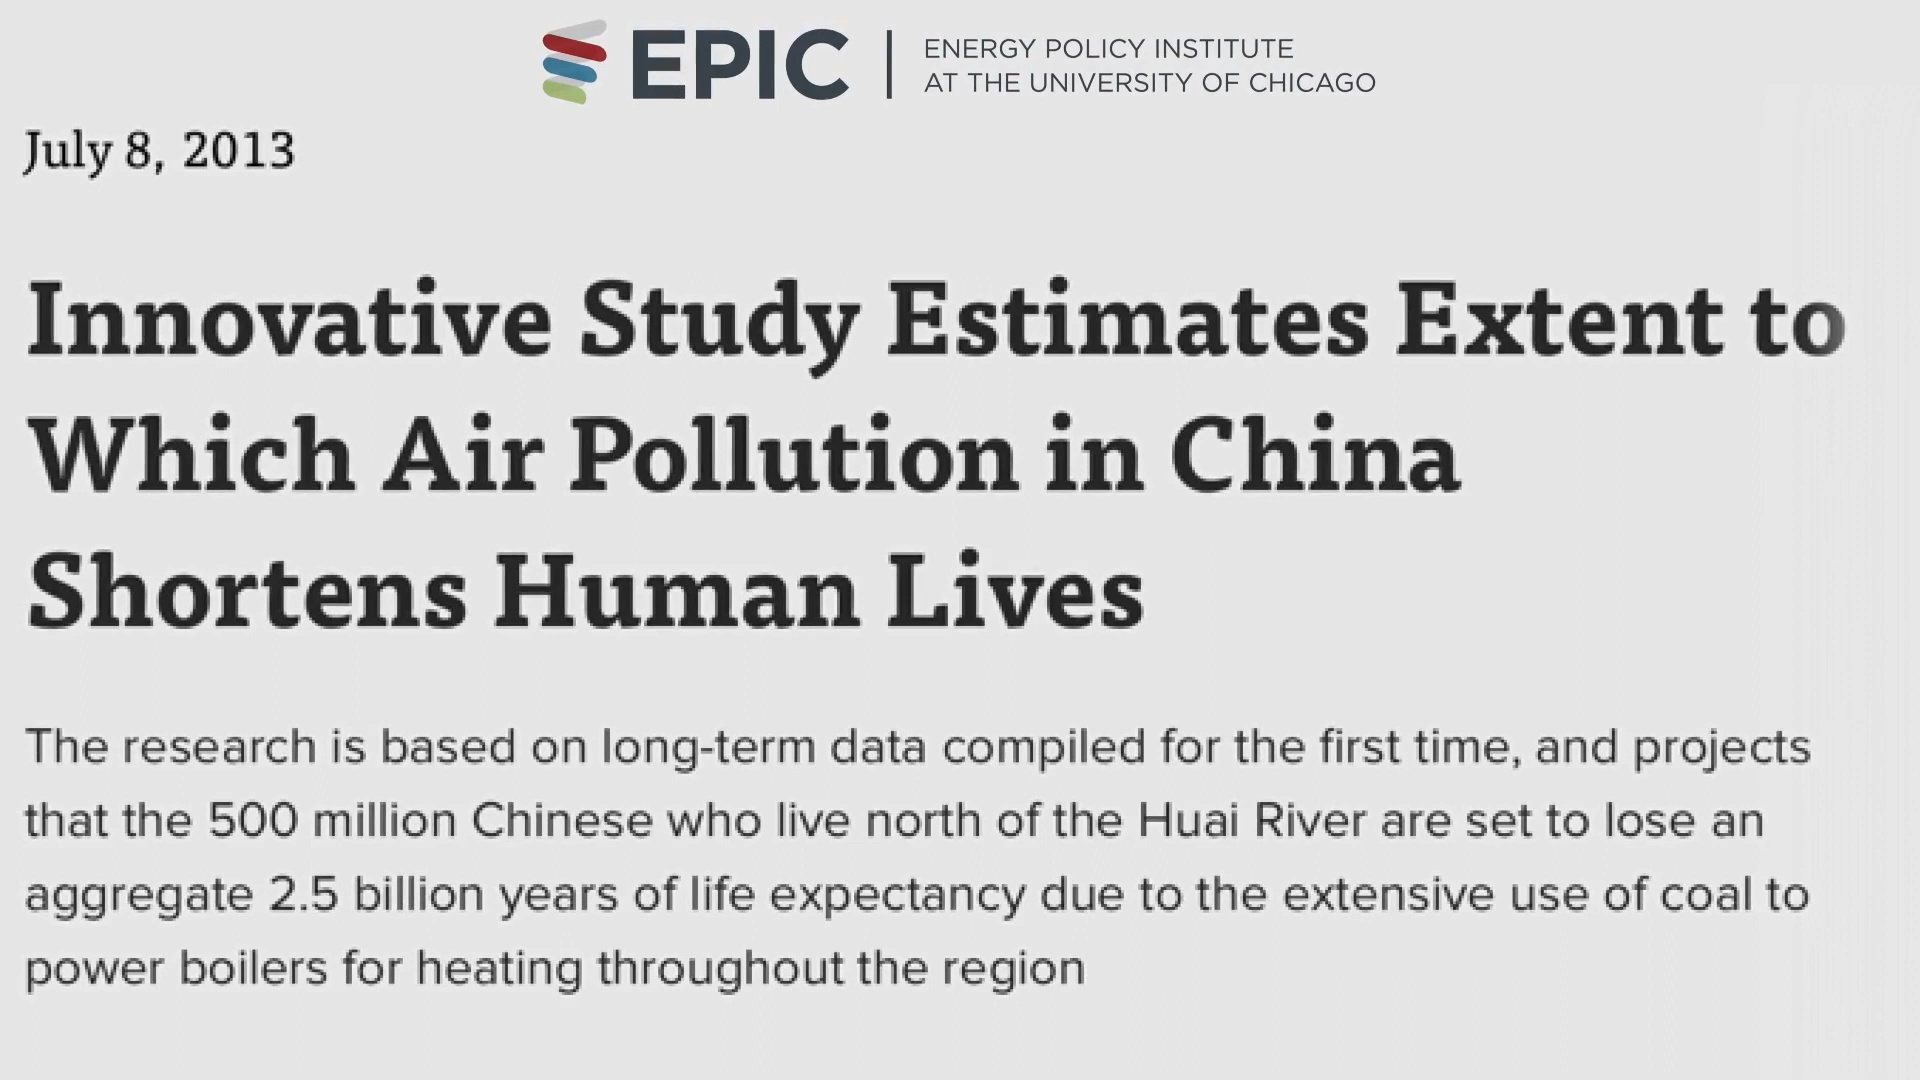 EPIC
ENERGY POLICY INSTITUTE
AT THE UNIVERSITY OF CHICAGO
July 8, 2013
Innovative Study Estimates Extent to
Which Air Pollution in China
Shortens Human Lives
The research is based on long-term data compiled for the first time, and projects
that the 500 million Chinese who live north of the Huai River are set to lose an
aggregate 2.5 billion years of life expectancy due to the extensive use of coal to
power boilers for heating throughout the region